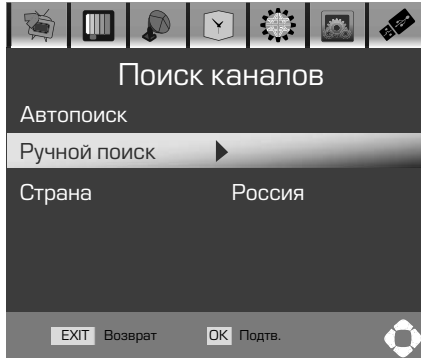 Поиск каналов
Автопоиск
Ручной поиск
Страна Россия
EXIT Возврат OK Подтв.